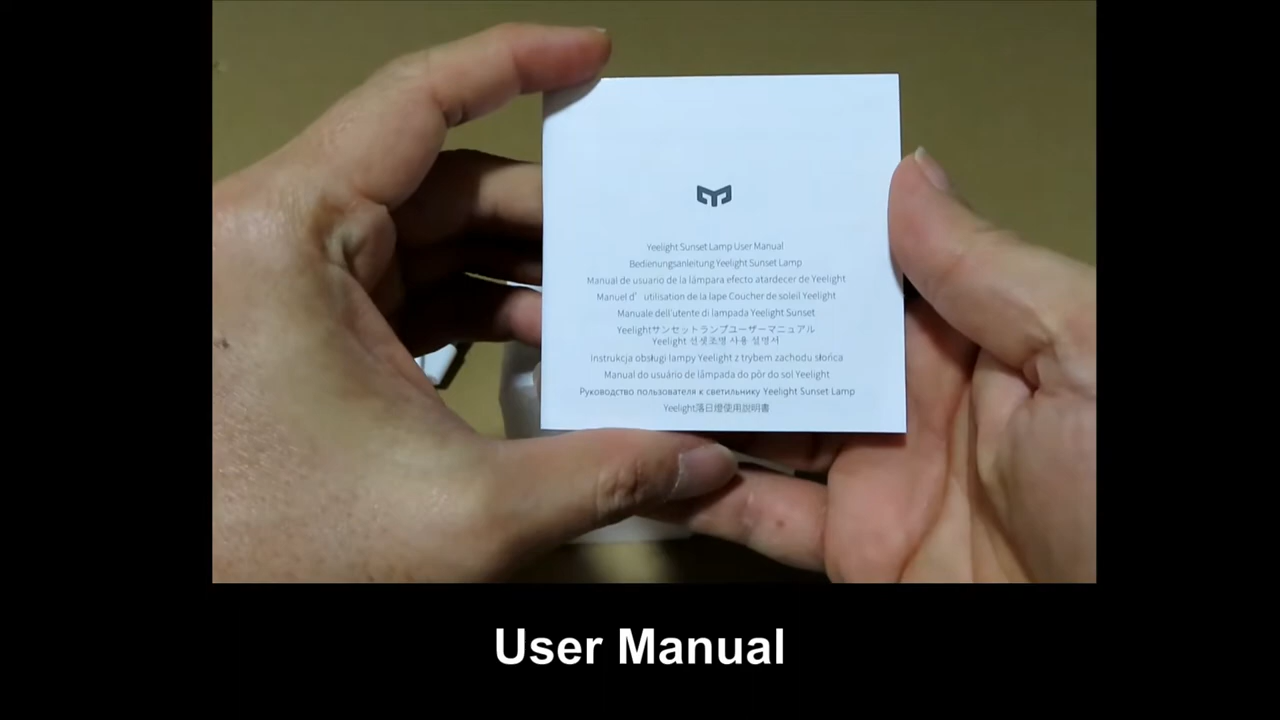 Yeelight Sunset Lamp User Manual
Bedienungsanleitung Yeelight Sunset Lamp
Manual de usuario de la lámpara efecto atardecer de Yeelight
Manuel d' utilisation de la lape Coucher de soleil Yeelight
Manuale dell'utente di lampada Yeelight Sunset
Yeelightサンセットランプユーザーマニュアル
Yeelight 선셋조명 사용 설명서
Instrukcja obsługi lampy Yeelight z trybem zachodu słońca
Manual do usuário de lâmpada do pôr do sol Yeelight
Руководство пользователя к светильнику Yeelight Sunset Lamp
Yeelight落日燈使用說明書
User Manual